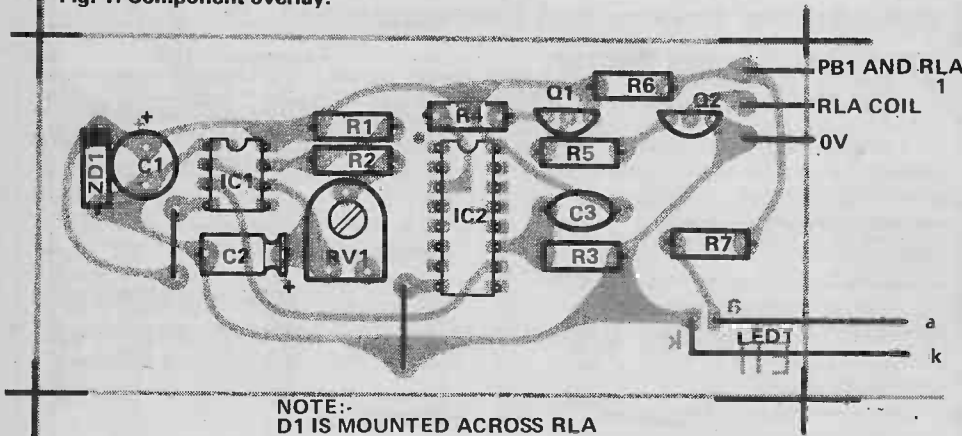 Fig. 1. Component overlay.
PB1 AND RLA
1
RLA COIL
0V
R6
Q1
Q2
R4
R1
R2
R5
ZD1
C1
IC1
IC2
C3
C2
RV1
R3
R7
a
k
LED1
a
k
NOTE:-
D1 IS MOUNTED ACROSS RLA